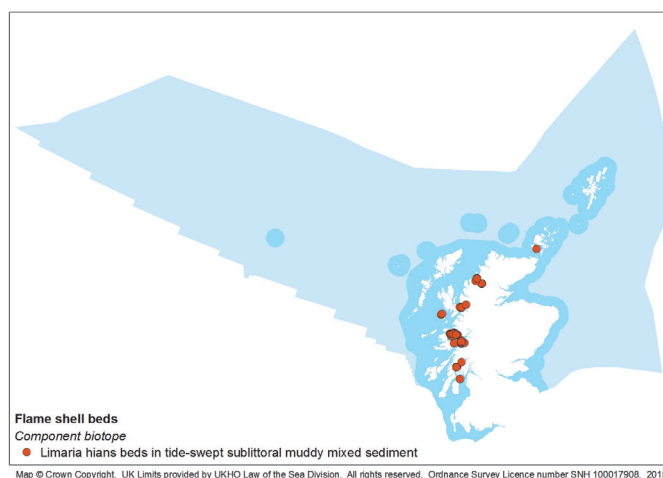 Flame shell beds
Component biotope
Limaria hians beds in tide-swept sublittoral muddy mixed sediment
Map © Crown Copyright. UK Limits provided by UKHO Law of the Sea Division. All rights reserved. Ordnance Survey Licence number SNH 100017908.